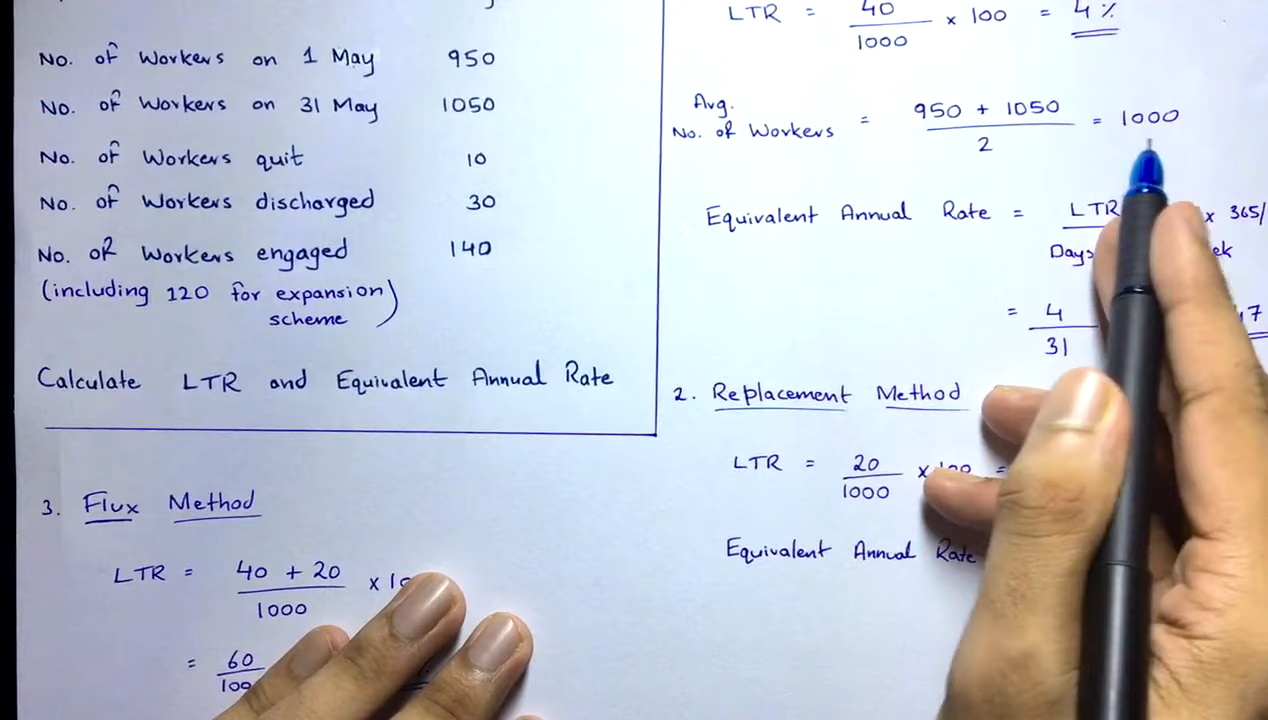 No. of Workers on 1 May 950
No. of Workers on 31 May 1050
No. of Workers quit 10
No. of Workers discharged 30
No. of Workers engaged 140
(including 120 for expansion)
scheme
Calculate LTR and Equivalent Annual Rate
3. Flux Method
LTR = 40 + 20
1000
= 60
LTR = 40 x 100 = 4%
1000
Avg.
No. of Workers = 950 + 1050 = 1000
2
Equivalent Annual Rate = LTR x 365/
Days
= 4
31
2. Replacement Method
LTR = 20 x 100 =
1000
Equivalent Annual Rate